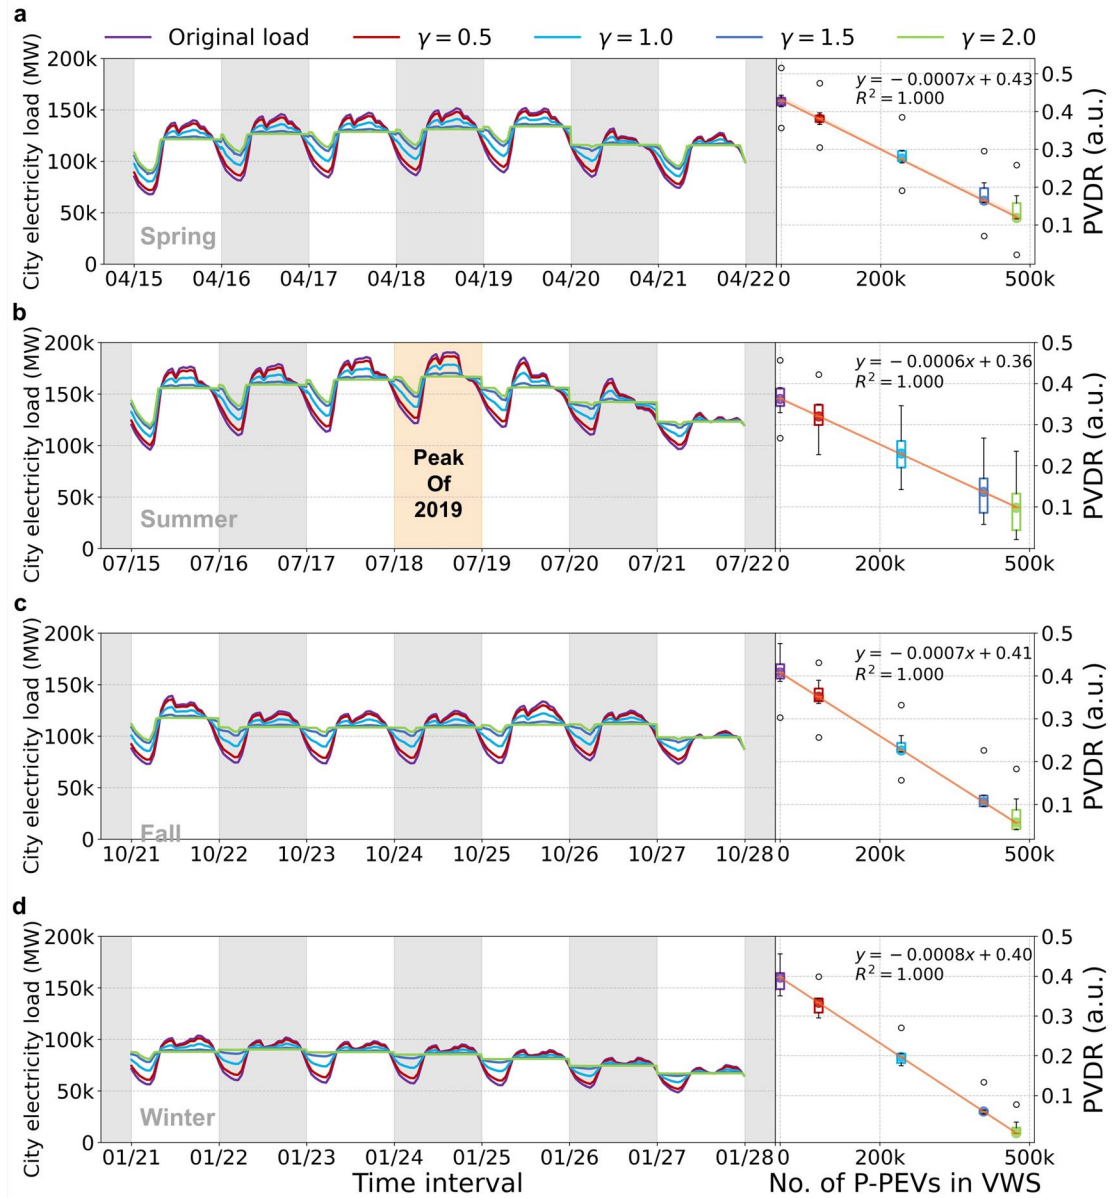 a
Original load γ = 0.5 γ = 1.0 γ = 1.5 γ = 2.0
City electricity load (MW)
200k
150k
100k
50k
0
Spring
04/15 04/16 04/17 04/18 04/19 04/20 04/21 04/22
y = −0.0007x + 0.43
R² = 1.000
0.5
0.4
0.3
0.2
0.1
PVDR (a.u.)
0 200k 500k
b
City electricity load (MW)
200k
150k
100k
50k
0
Peak
Of
2019
Summer
07/15 07/16 07/17 07/18 07/19 07/20 07/21 07/22
y = −0.0006x + 0.36
R² = 1.000
0.5
0.4
0.3
0.2
0.1
PVDR (a.u.)
0 200k 500k
c
City electricity load (MW)
200k
150k
100k
50k
0
Fall
10/21 10/22 10/23 10/24 10/25 10/26 10/27 10/28
y = −0.0007x + 0.41
R² = 1.000
0.5
0.4
0.3
0.2
0.1
PVDR (a.u.)
0 200k 500k
d
City electricity load (MW)
200k
150k
100k
50k
0
Winter
01/21 01/22 01/23 01/24 01/25 01/26 01/27 01/28
Time interval
y = −0.0008x + 0.40
R² = 1.000
0.5
0.4
0.3
0.2
0.1
PVDR (a.u.)
0 200k 500k
No. of P-PEVs in VWS